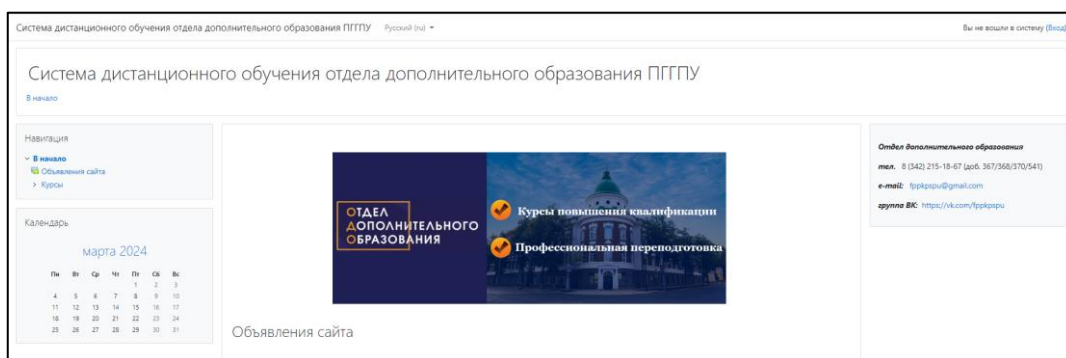 Система дистанционного обучения отдела дополнительного образования ПГГПУ Русский (ru)
Вы не вошли в систему (Вход)
Система дистанционного обучения отдела дополнительного образования ПГГПУ
В начало
Навигация
В начало
Объявления сайта
Курсы
Календарь
марта 2024
Пн Вт Ср Чт Пт Сб Вс
1 2 3
4 5 6 7 8 9 10
11 12 13 14 15 16 17
18 19 20 21 22 23 24
25 26 27 28 29 30 31
ОТДЕЛ
ДОПОЛНИТЕЛЬНОГО
ОБРАЗОВАНИЯ
Курсы повышения квалификации
Профессиональная переподготовка
Объявления сайта
Отдел дополнительного образования
тел. 8 (342) 215-18-67 (доб. 367/368/370/541)
e-mail: fppkpspu@gmail.com
группа ВК: https://vk.com/fppkpspu